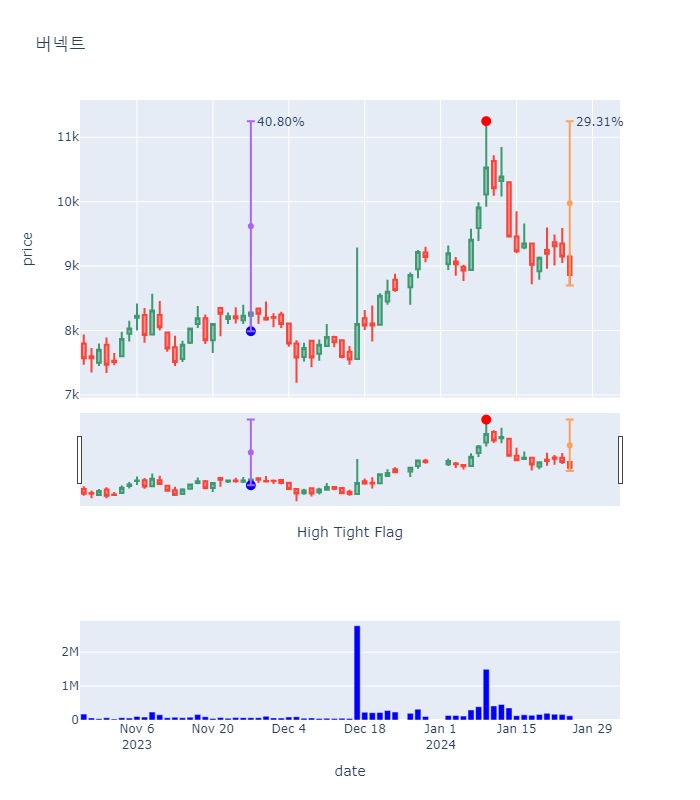 버넥트
40.80%
29.31%
11k
10k
9k
8k
7k
price
High Tight Flag
2M
1M
0
Nov 6
2023
Nov 20
Dec 4
Dec 18
Jan 1
2024
Jan 15
Jan 29
date